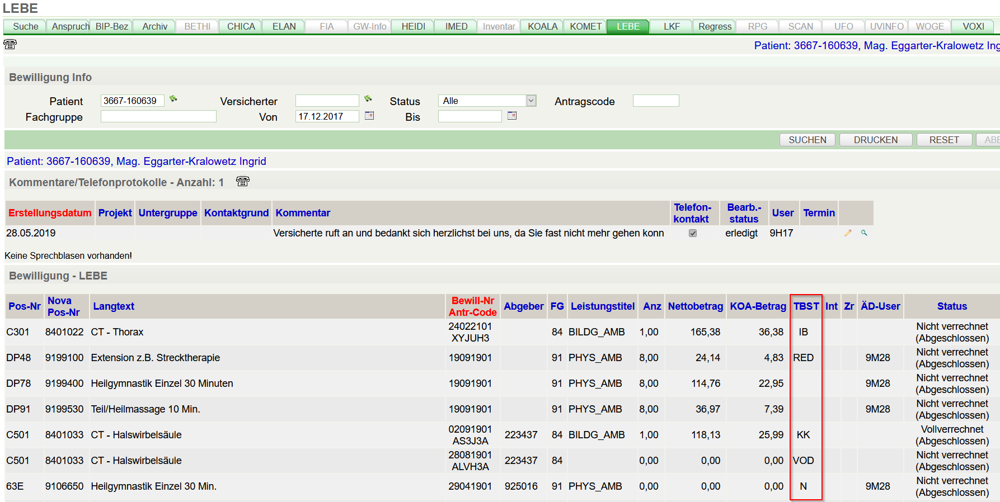 LEBE
Suche Anspruch BIP-Bez Archiv BETHI CHICA ELAN FIA GW-Info HEIDI IMED Inventar KOALA KOMET LEBE LKF Regress RPG SCAN UFO UVINFO WOGE VOXI
Patient: 3667-160639, Mag. Eggarter-Kralowetz Ing
Bewilligung Info
Patient 3667-160639 Versicherter Status Alle Antragscode
Fachgruppe Von 17.12.2017 Bis
SUCHEN DRUCKEN RESET ABE
Patient: 3667-160639, Mag. Eggarter-Kralowetz Ingrid
Kommentare/Telefonprotokolle - Anzahl: 1
Erstellungsdatum Projekt Untergruppe Kontaktgrund Kommentar Telefon-kontakt Bearb.-status User Termin
28.05.2019 Versicherte ruft an und bedankt sich herzlichst bei uns, da Sie fast nicht mehr gehen konn erledigt 9H17
Keine Sprechblasen vorhanden!
Bewilligung - LEBE
Pos-Nr Nova Pos-Nr Langtext Bewill-Nr Antr-Code Abgeber FG Leistungstitel Anz Nettobetrag KOA-Betrag TBST Int Zr ÄD-User Status
C301 8401022 CT - Thorax 24022101 XYJUH3 84 BILDG_AMB 1,00 165,38 36,38 IB Nicht verrechnet (Abgeschlossen)
DP48 9199100 Extension z.B. Strecktherapie 19091901 91 PHYS_AMB 8,00 24,14 4,83 RED 9M28 Nicht verrechnet (Abgeschlossen)
DP78 9199400 Heilgymnastik Einzel 30 Minuten 19091901 91 PHYS_AMB 8,00 114,76 22,95 9M28 Nicht verrechnet (Abgeschlossen)
DP91 9199530 Teil/Heilmassage 10 Min. 19091901 91 PHYS_AMB 8,00 36,97 7,39 9M28 Nicht verrechnet (Abgeschlossen)
C501 8401033 CT - Halswirbelsäule 02091901 AS3J3A 223437 84 BILDG_AMB 1,00 118,13 25,99 KK Vollverrechnet (Abgeschlossen)
C501 8401033 CT - Halswirbelsäule 28081901 ALVH3A 223437 84 0,00 0,00 0,00 VOD Nicht verrechnet (Abgeschlossen)
63E 9106650 Heilgymnastik Einzel 30 Min. 29041901 925016 91 PHYS_AMB 0,00 0,00 0,00 N 9M28 Nicht verrechnet (Abgeschlossen)